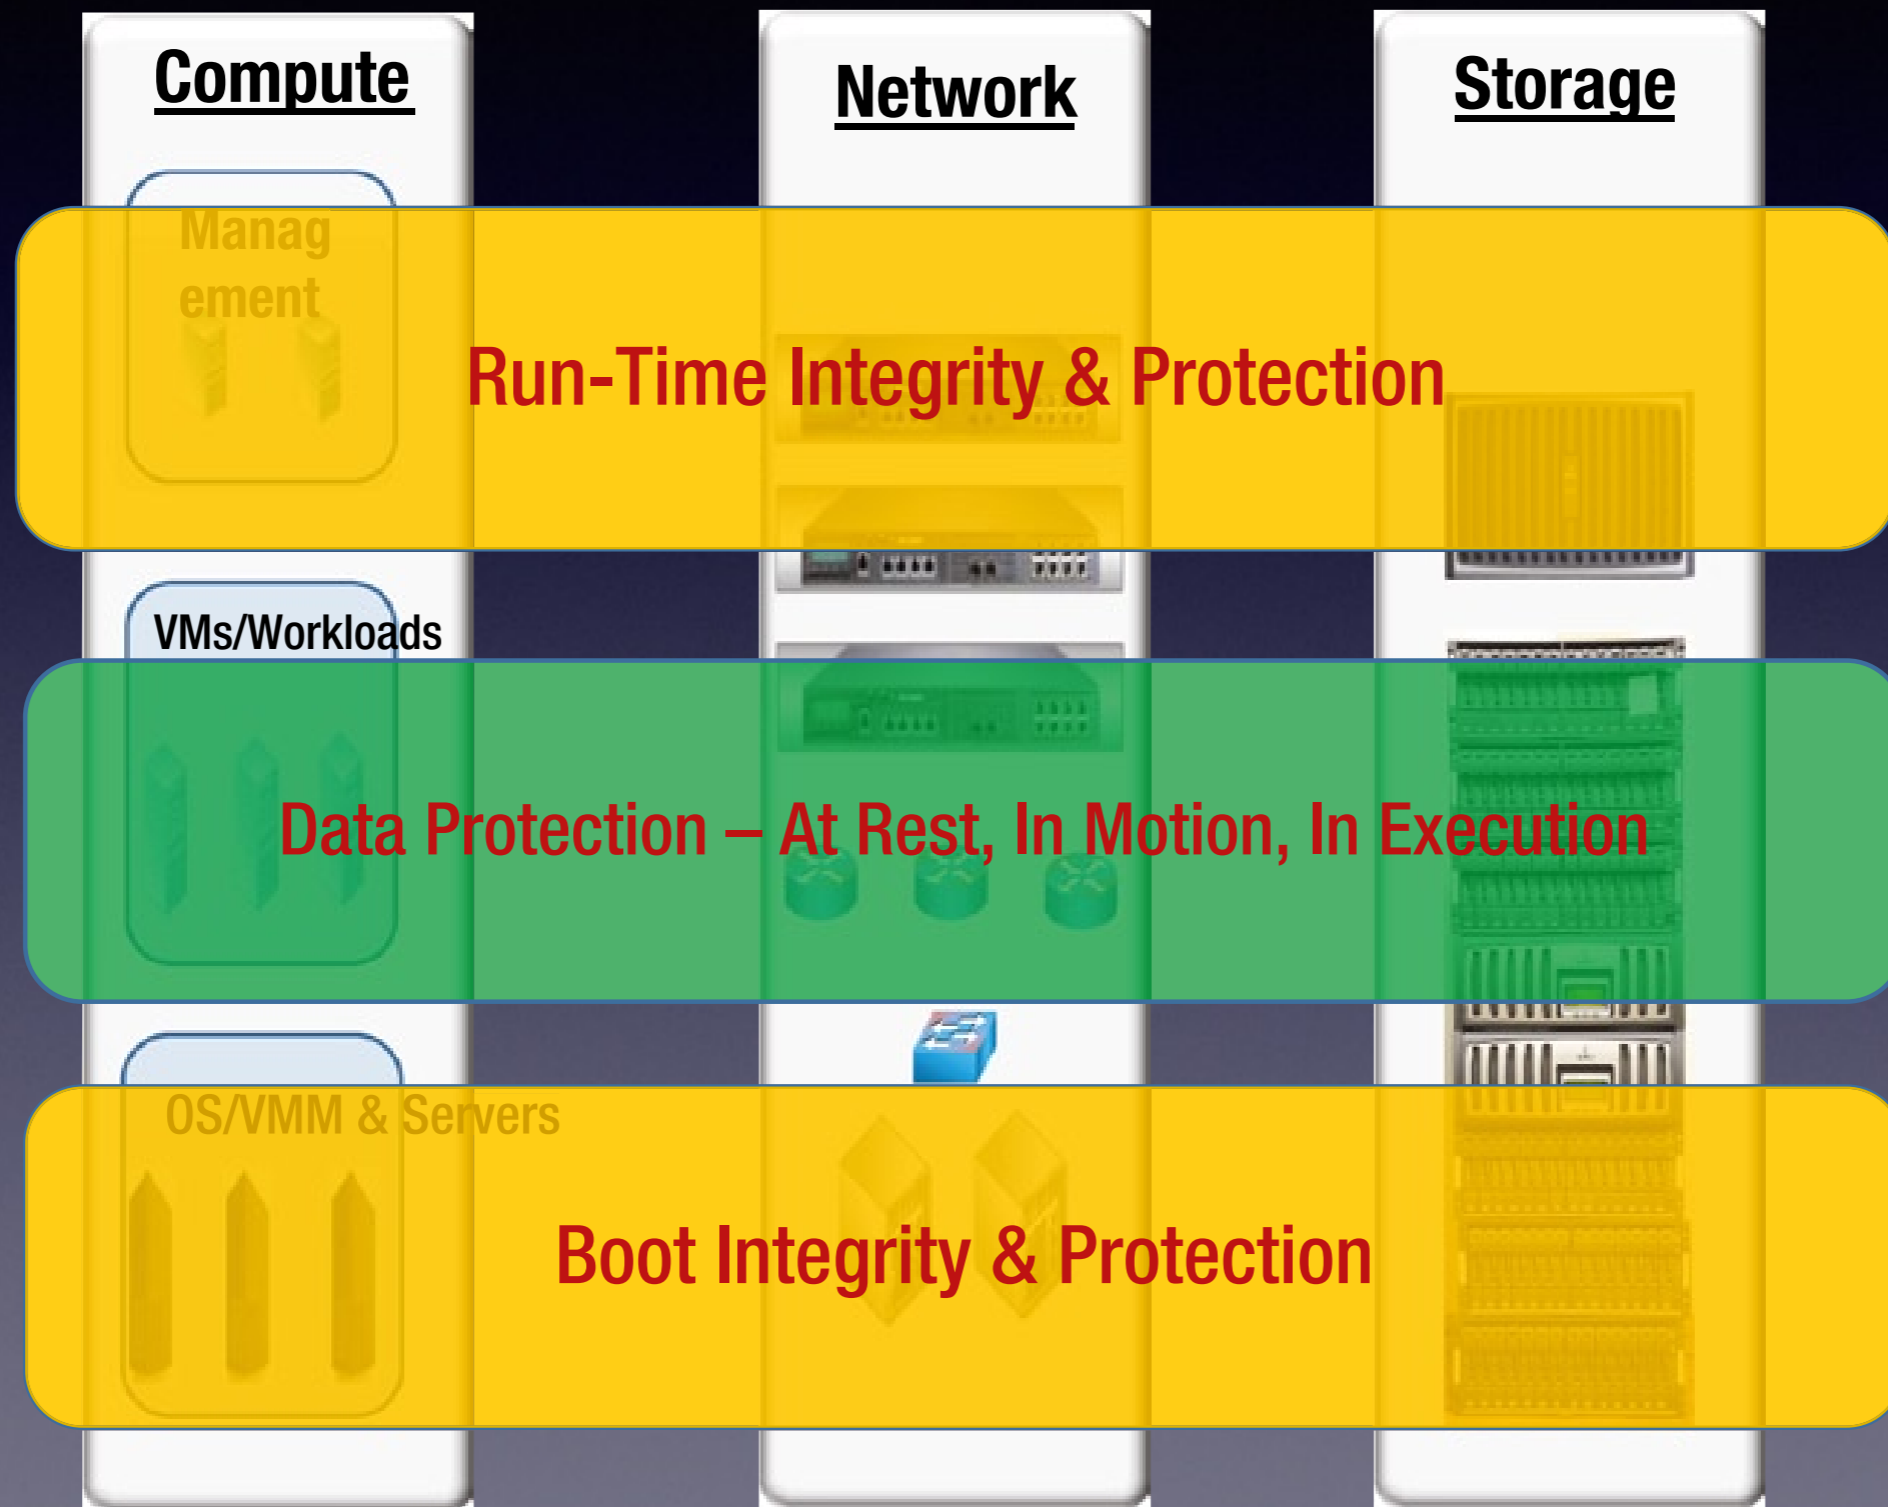 Compute
Network
Storage
Manag
ement
Run-Time Integrity & Protection
VMs/Workloads
Data Protection – At Rest, In Motion, In Execution
OS/VMM & Servers
Boot Integrity & Protection